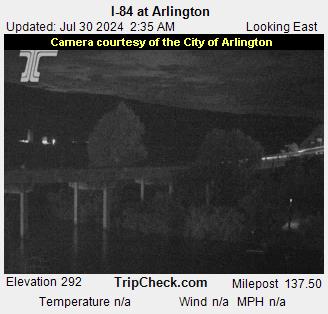 I-84 at Arlington
Updated: Jul 30 2024 2:35 AM Looking East
Camera courtesy of the City of Arlington
Elevation 292 TripCheck.com Milepost 137.50
Temperature n/a Wind n/a MPH n/a